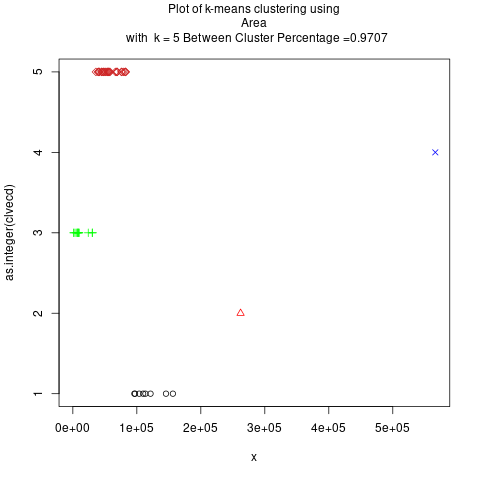 Plot of k-means clustering using
Area
with k = 5 Between Cluster Percentage =0.9707
5
4
3
2
1
as.integer(clvecd)
0e+00 1e+05 2e+05 3e+05 4e+05 5e+05
x